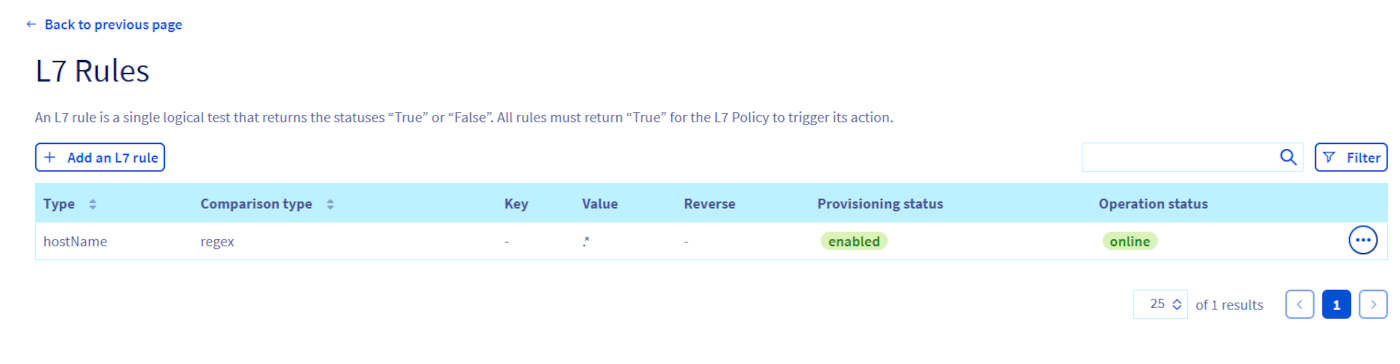 ← Back to previous page
L7 Rules
An L7 rule is a single logical test that returns the statuses “True” or “False”. All rules must return “True” for the L7 Policy to trigger its action.
+ Add an L7 rule
Filter
Type Comparison type Key Value Reverse Provisioning status Operation status
hostName regex - .* - enabled online
25 of 1 results 1